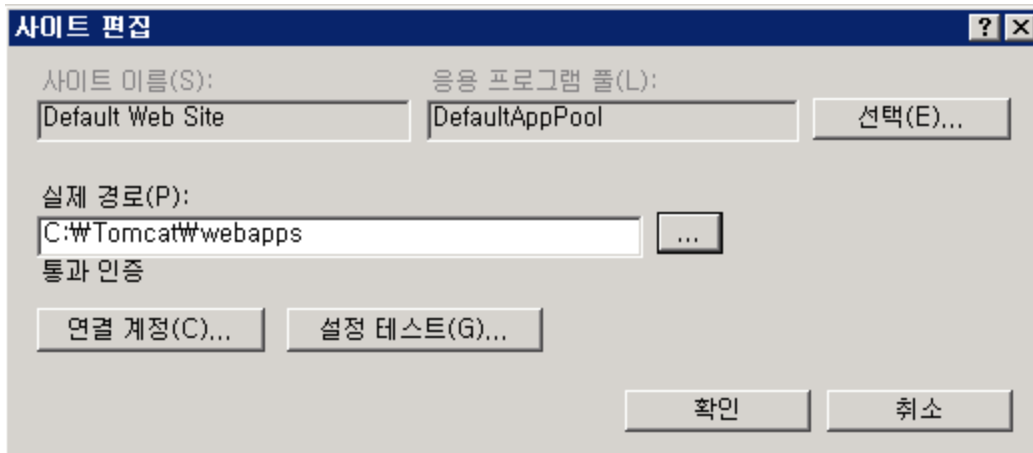 사이트 편집
사이트 이름(S): 응용 프로그램 풀(L):
Default Web Site DefaultAppPool 선택(E)...
실제 경로(P):
C:₩Tomcat₩webapps ...
통과 인증
연결 계정(C)... 설정 테스트(G)...
확인 취소